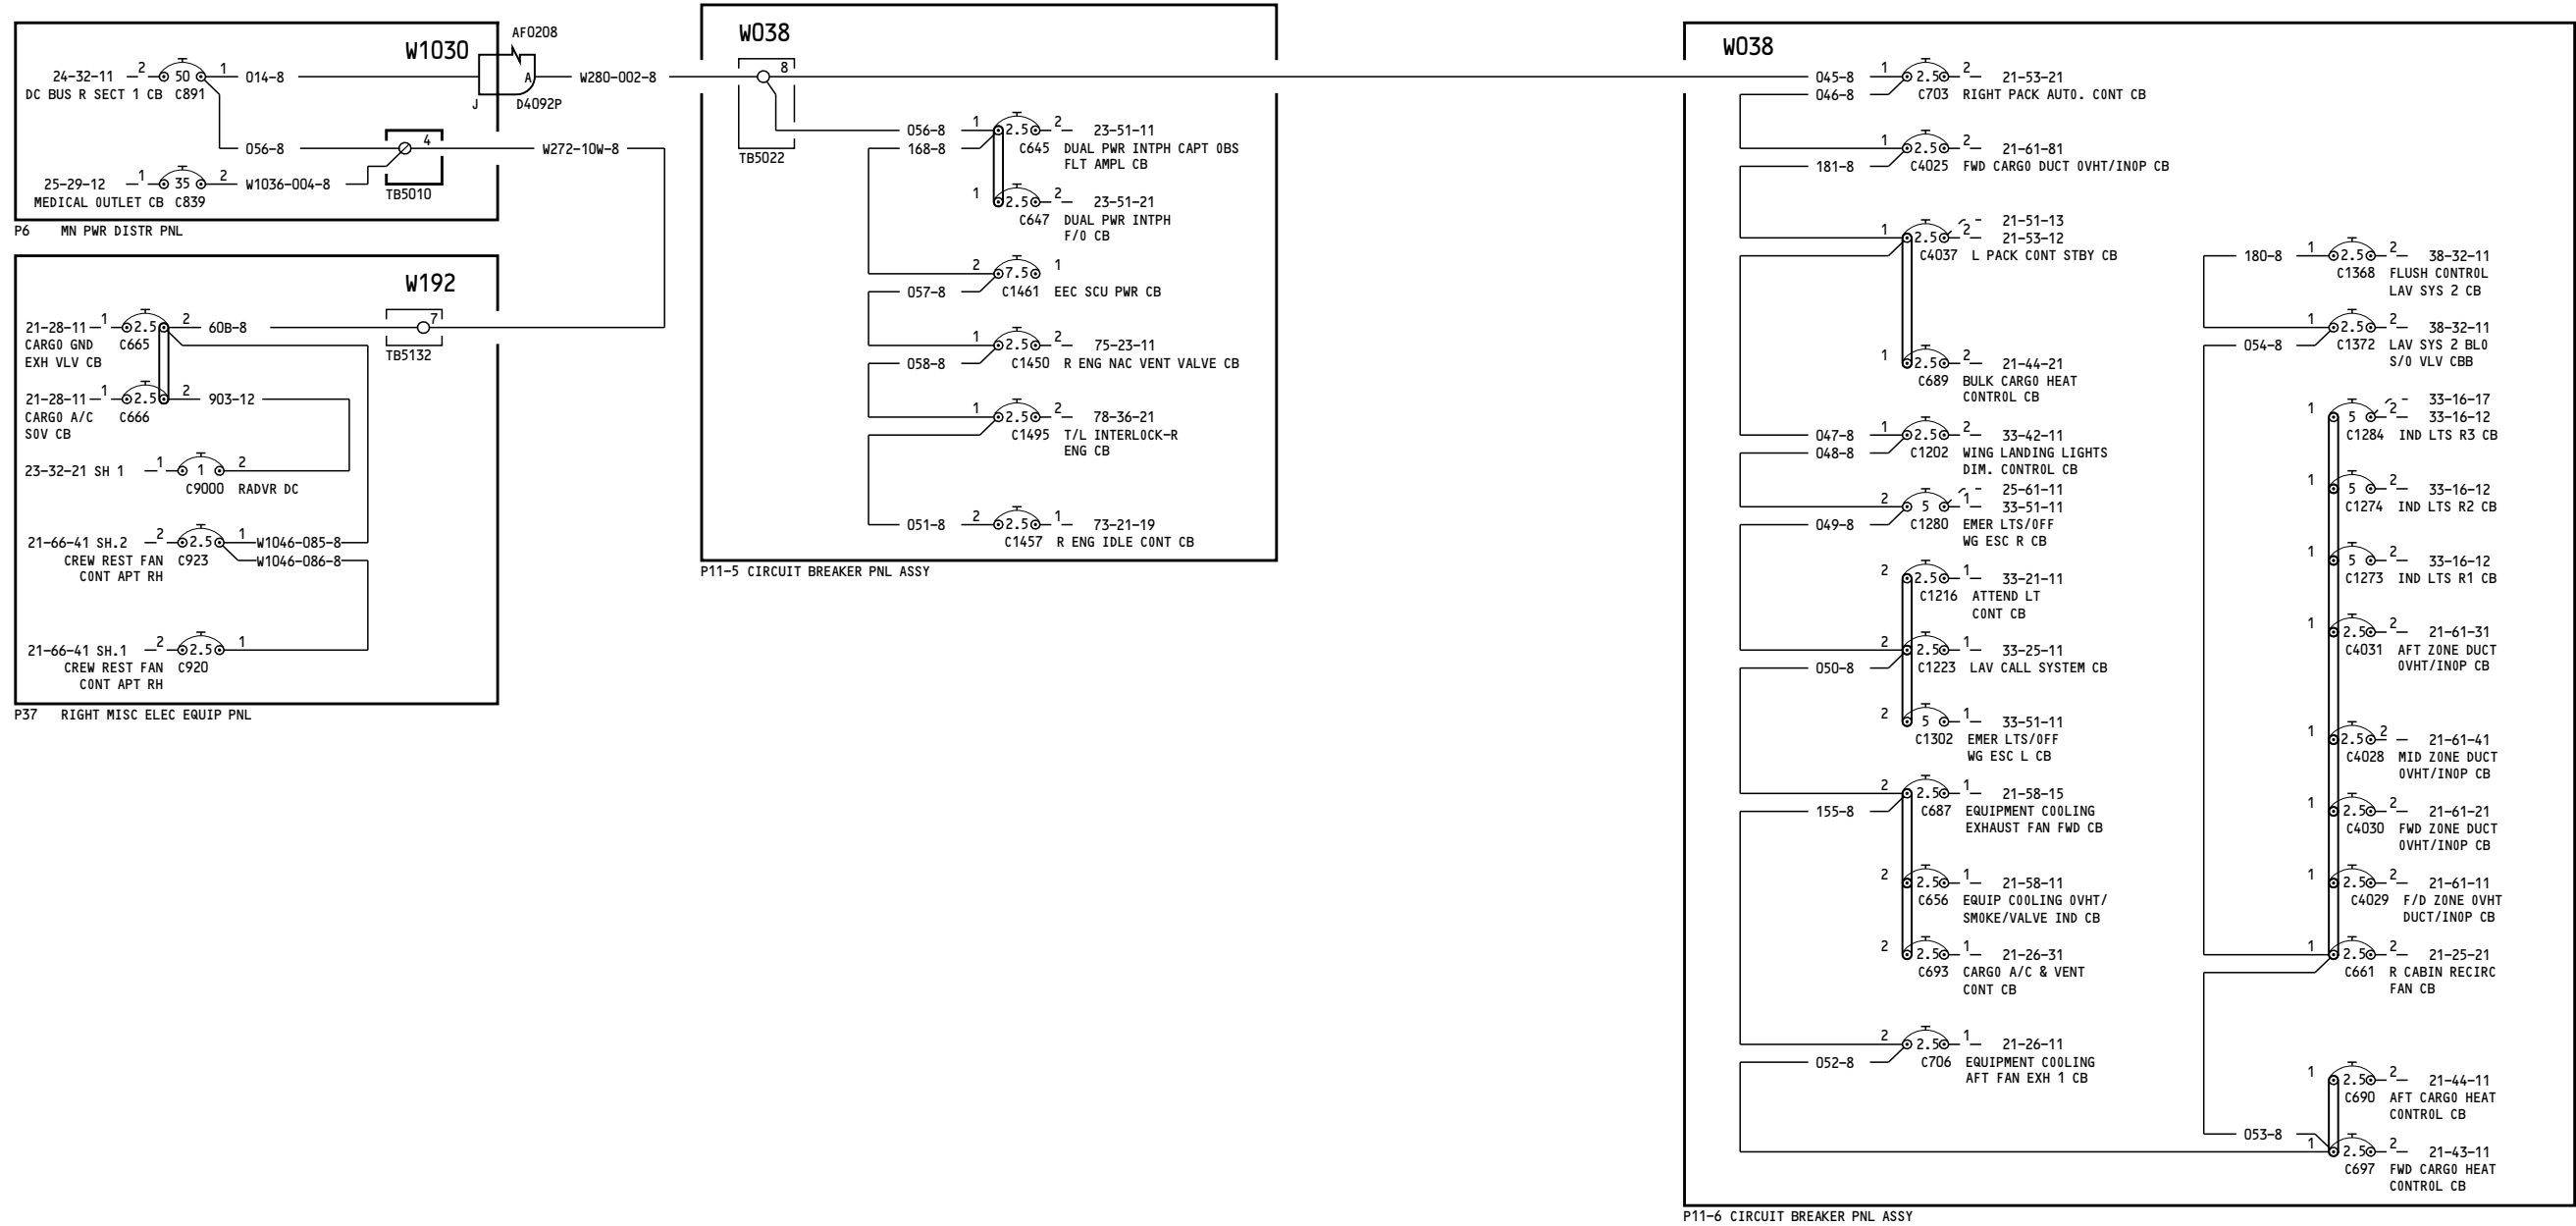 W1030
24-32-11 2 50 1 014-8
DC BUS R SECT 1 CB C891
056-8 4
25-29-12 1 35 2 W1036-004-8
MEDICAL OUTLET CB C839
TB5010
P6 MN PWR DISTR PNL
AF0208
A
J D4092P
W280-002-8
W272-10W-8
W192
21-28-11 1 2.5 2 60B-8 7
CARGO GND C665
EXH VLV CB
TB5132
21-28-11 1 2.5 2 903-12
CARGO A/C C666
SOV CB
23-32-21 SH 1 1 1 2
C9000 RADVR DC
21-66-41 SH.2 2 2.5 1 W1046-085-8
CREW REST FAN C923 W1046-086-8
CONT APT RH
21-66-41 SH.1 2 2.5 1
CREW REST FAN C920
CONT APT RH
P37 RIGHT MISC ELEC EQUIP PNL
W038
8
TB5022
056-8 1 2.5 2 23-51-11
168-8 C645 DUAL PWR INTPH CAPT OBS
FLT AMPL CB
1 2.5 2 23-51-21
C647 DUAL PWR INTPH
F/O CB
2 7.5 1
057-8 C1461 EEC SCU PWR CB
1 2.5 2 75-23-11
058-8 C1450 R ENG NAC VENT VALVE CB
1 2.5 2 78-36-21
C1495 T/L INTERLOCK-R
ENG CB
051-8 2 2.5 1 73-21-19
C1457 R ENG IDLE CONT CB
P11-5 CIRCUIT BREAKER PNL ASSY
W038
045-8 1 2.5 2 21-53-21
046-8 C703 RIGHT PACK AUTO. CONT CB
1 2.5 2 21-61-81
181-8 C4025 FWD CARGO DUCT OVHT/INOP CB
21-51-13
1 2.5 2 21-53-12
C4037 L PACK CONT STBY CB
1 2.5 2 21-44-21
C689 BULK CARGO HEAT
CONTROL CB
047-8 1 2.5 2 33-42-11
048-8 C1202 WING LANDING LIGHTS
DIM. CONTROL CB
25-61-11
2 5 1 33-51-11
049-8 C1280 EMER LTS/OFF
WG ESC R CB
2 2.5 1 33-21-11
C1216 ATTEND LT
CONT CB
2 2.5 1 33-25-11
050-8 C1223 LAV CALL SYSTEM CB
2 5 1 33-51-11
C1302 EMER LTS/OFF
WG ESC L CB
2 2.5 1 21-58-15
155-8 C687 EQUIPMENT COOLING
EXHAUST FAN FWD CB
2 2.5 1 21-58-11
C656 EQUIP COOLING OVHT/
SMOKE/VALVE IND CB
2 2.5 1 21-26-31
C693 CARGO A/C & VENT
CONT CB
2 2.5 1 21-26-11
052-8 C706 EQUIPMENT COOLING
AFT FAN EXH 1 CB
180-8 1 2.5 2 38-32-11
C1368 FLUSH CONTROL
LAV SYS 2 CB
1 2.5 2 38-32-11
054-8 C1372 LAV SYS 2 BLO
S/O VLV CBB
33-16-17
1 5 2 33-16-12
C1284 IND LTS R3 CB
1 5 2 33-16-12
C1274 IND LTS R2 CB
1 5 2 33-16-12
C1273 IND LTS R1 CB
1 2.5 2 21-61-31
C4031 AFT ZONE DUCT
OVHT/INOP CB
1 2.5 2 21-61-41
C4028 MID ZONE DUCT
OVHT/INOP CB
1 2.5 2 21-61-21
C4030 FWD ZONE DUCT
OVHT/INOP CB
1 2.5 2 21-61-11
C4029 F/D ZONE OVHT
DUCT/INOP CB
1 2.5 2 21-25-21
C661 R CABIN RECIRC
FAN CB
1 2.5 2 21-44-11
C690 AFT CARGO HEAT
CONTROL CB
053-8
1 2.5 2 21-43-11
C697 FWD CARGO HEAT
CONTROL CB
P11-6 CIRCUIT BREAKER PNL ASSY